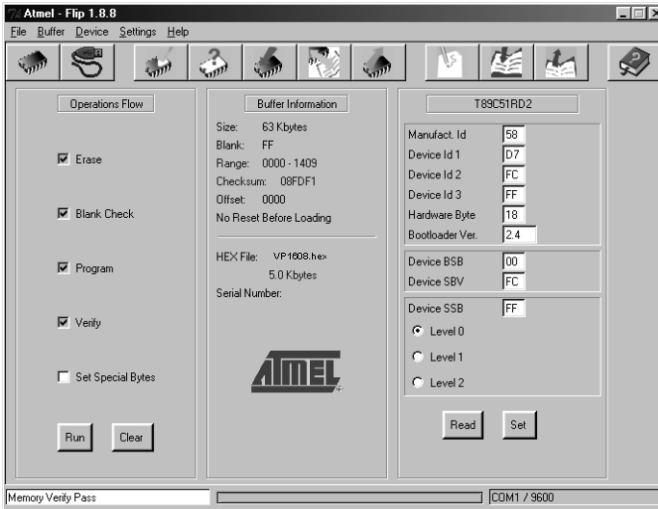 Atmel - Flip 1.8.8
File Buffer Device Settings Help
Operations Flow
Erase
Blank Check
Program
Verify
Set Special Bytes
Run Clear
Buffer Information
Size: 63 Kbytes
Blank: FF
Range: 0000 - 1409
Checksum: 08FDF1
Offset: 0000
No Reset Before Loading
HEX File: VP1608.hex
5.0 Kbytes
Serial Number:
ATMEL
T89C51RD2
Manufact. Id 58
Device Id 1 D7
Device Id 2 FC
Device Id 3 FF
Hardware Byte 18
Bootloader Ver. 2.4
Device BSB 00
Device SBV FC
Device SSB FF
Level 0
Level 1
Level 2
Read Set
Memory Verify Pass
COM1 / 9600